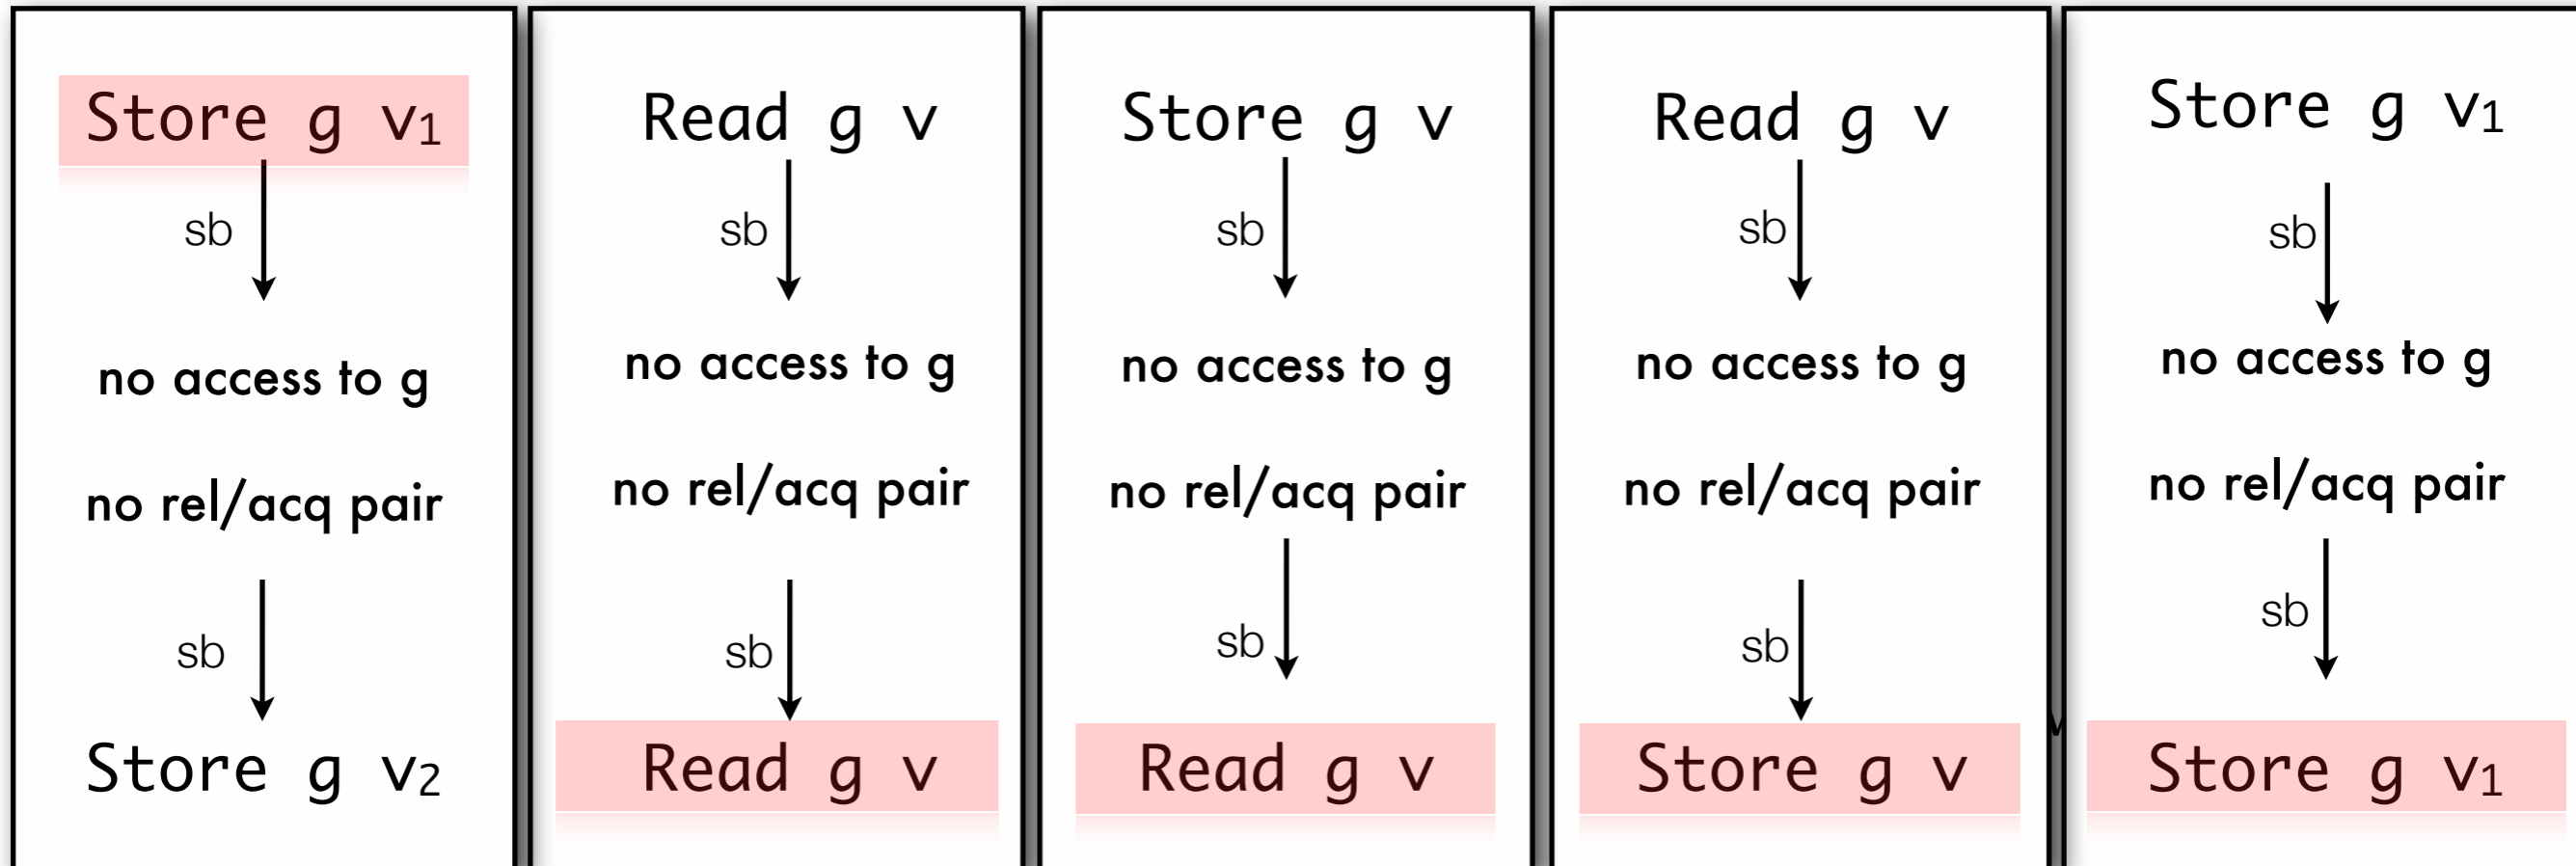 Store g v₁
sb
no access to g
no rel/acq pair
sb
Store g v₂
Read g v
sb
no access to g
no rel/acq pair
sb
Read g v
Store g v
sb
no access to g
no rel/acq pair
sb
Read g v
Read g v
sb
no access to g
no rel/acq pair
sb
Store g v
Store g v₁
sb
no access to g
no rel/acq pair
sb
Store g v₁